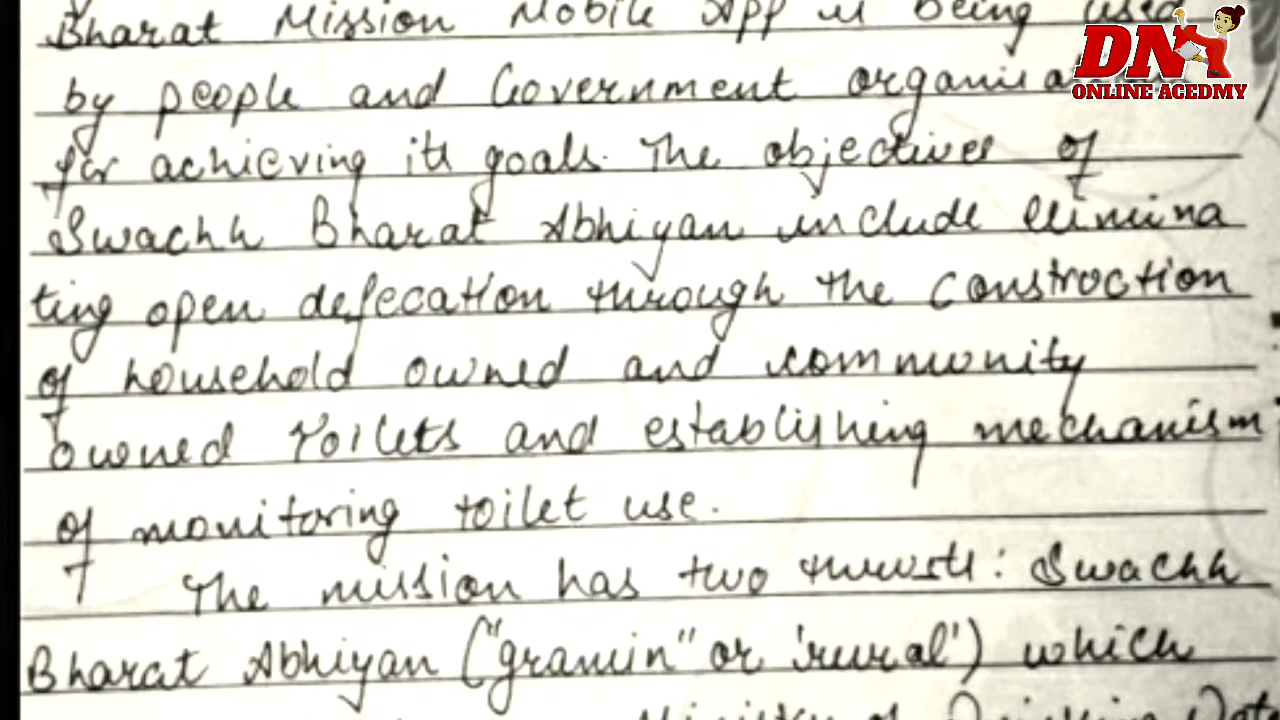 Bharat Mission Mobile App is being used
by people and Government
for achieving its goals. The objectives of
Swachh Bharat Abhiyan include elimina
ting open defecation through the construction
of household owned and community
owned toilets and establishing mechanism
of monitoring toilet use.
The mission has two thrusts: Swachh
Bharat Abhiyan ("gramin" or 'rural') which
Ministry of Drinking
DN
ONLINE ACEDMY